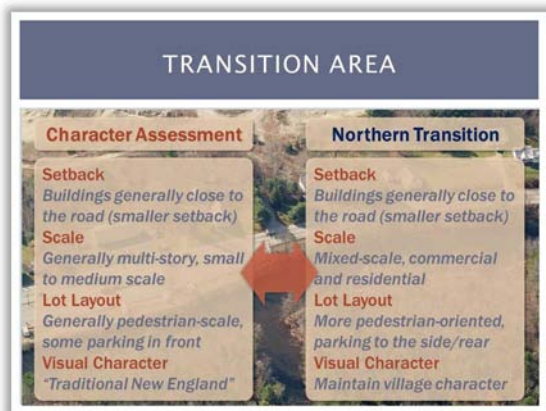 TRANSITION AREA
Character Assessment
Setback
Buildings generally close to
the road (smaller setback)
Scale
Generally multi-story, small
to medium scale
Lot Layout
Generally pedestrian-scale,
some parking in front
Visual Character
"Traditional New England"
Northern Transition
Setback
Buildings generally close to
the road (smaller setback)
Scale
Mixed-scale, commercial
and residential
Lot Layout
More pedestrian-oriented,
parking to the side/rear
Visual Character
Maintain village character